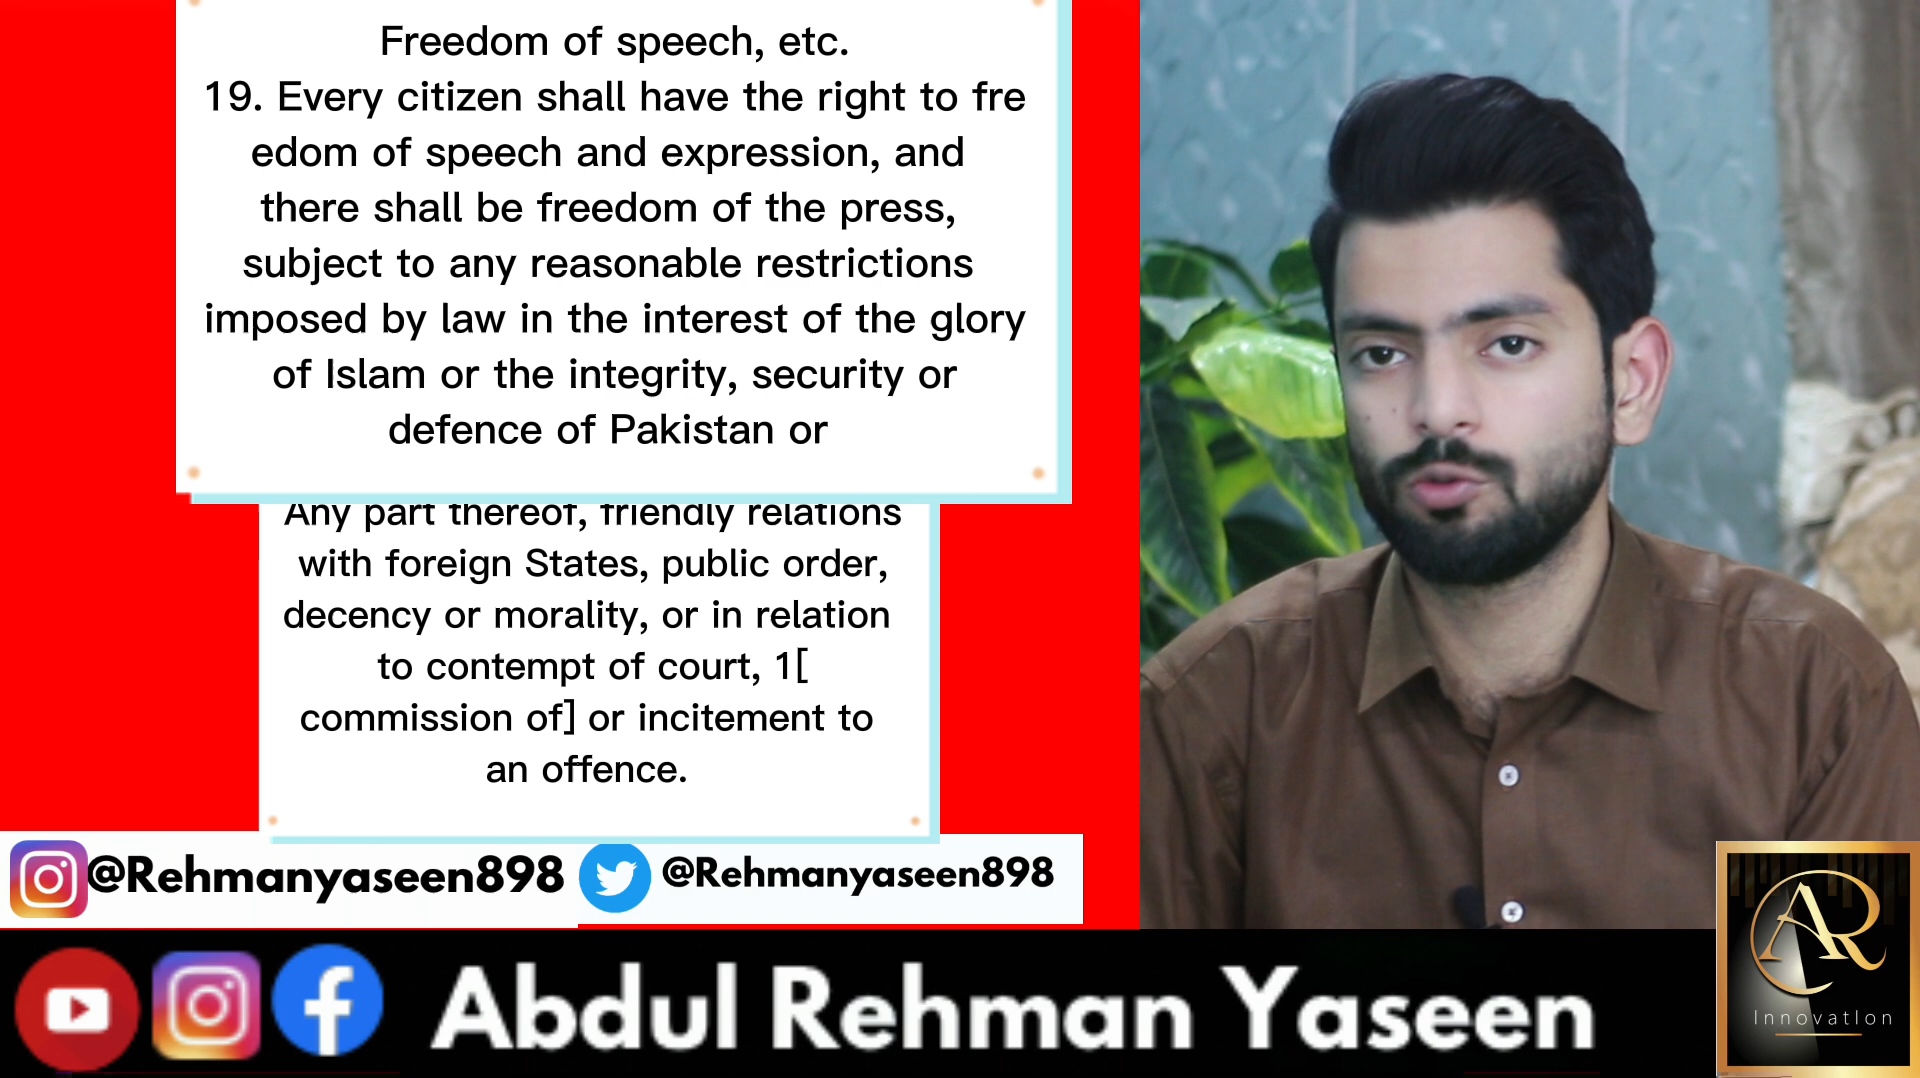 Freedom of speech, etc.
19. Every citizen shall have the right to fre
edom of speech and expression, and
there shall be freedom of the press,
subject to any reasonable restrictions
imposed by law in the interest of the glory
of Islam or the integrity, security or
defence of Pakistan or
Any part thereof, friendly relations
with foreign States, public order,
decency or morality, or in relation
to contempt of court, 1[
commission of] or incitement to
an offence.
@Rehmanyaseen898
@Rehmanyaseen898
Abdul Rehman Yaseen
AR
InnovatIon